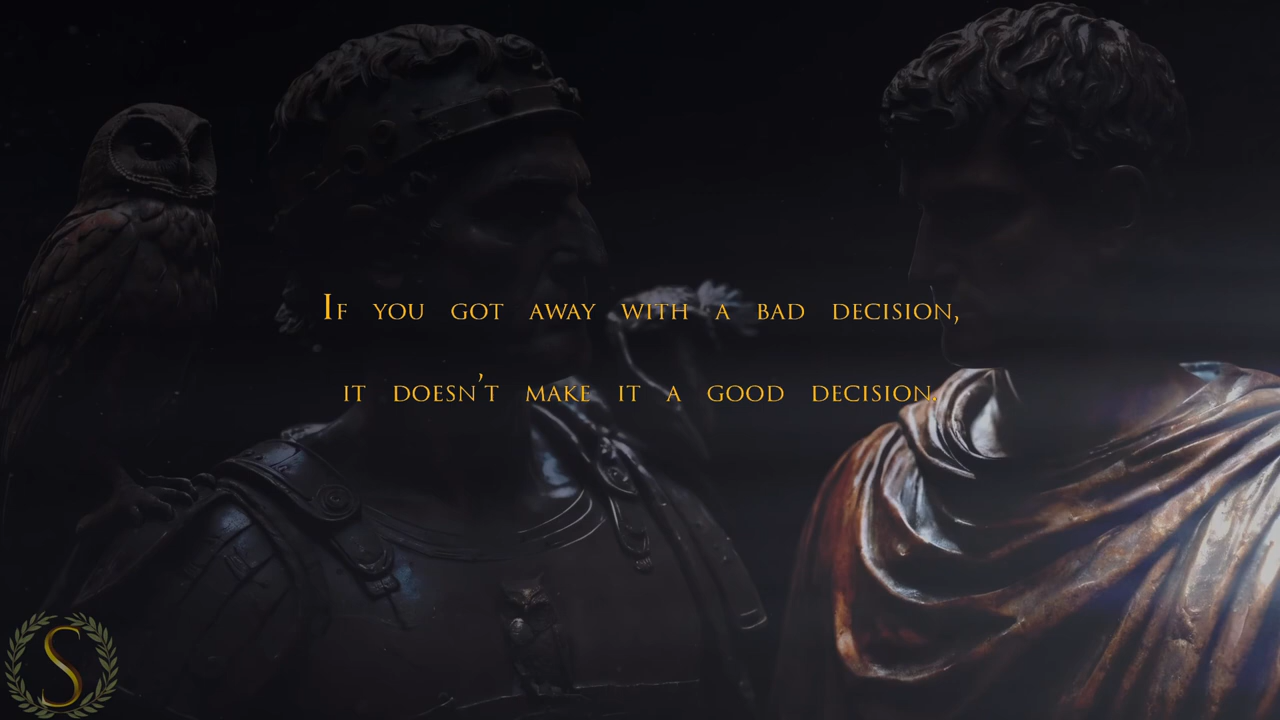 If you got away with a bad decision,
it doesn't make it a good decision.
S